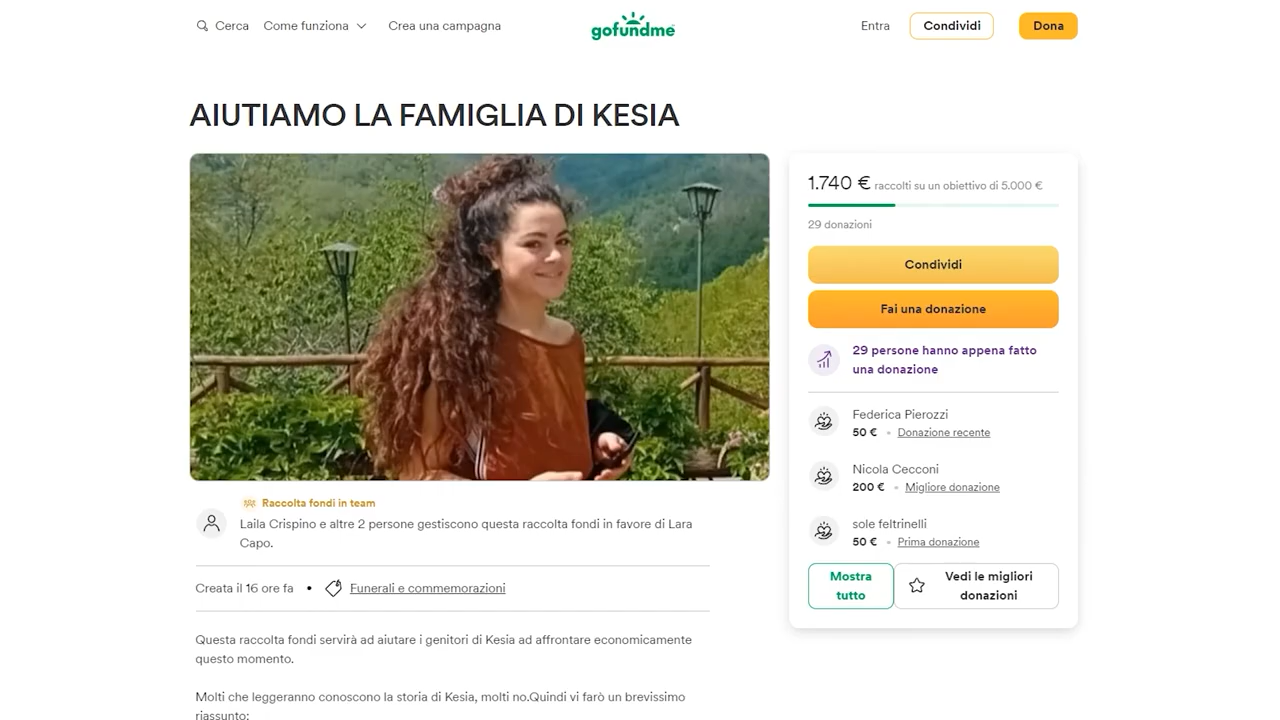 Cerca Come funziona Crea una campagna gofundme Entra Condividi Dona
AIUTIAMO LA FAMIGLIA DI KESIA
1.740 € raccolti su un obiettivo di 5.000 €
29 donazioni
Condividi
Fai una donazione
29 persone hanno appena fatto
una donazione
Federica Pierozzi
50 € • Donazione recente
Nicola Cecconi
200 € • Migliore donazione
sole feltrinelli
50 € • Prima donazione
Mostra
tutto
Vedi le migliori
donazioni
Raccolta fondi in team
Laila Crispino e altre 2 persone gestiscono questa raccolta fondi in favore di Lara
Capo.
Creata il 16 ore fa • Funerali e commemorazioni
Questa raccolta fondi servirà ad aiutare i genitori di Kesia ad affrontare economicamente
questo momento.
Molti che leggeranno conoscono la storia di Kesia, molti no.Quindi vi farò un brevissimo
riassunto: